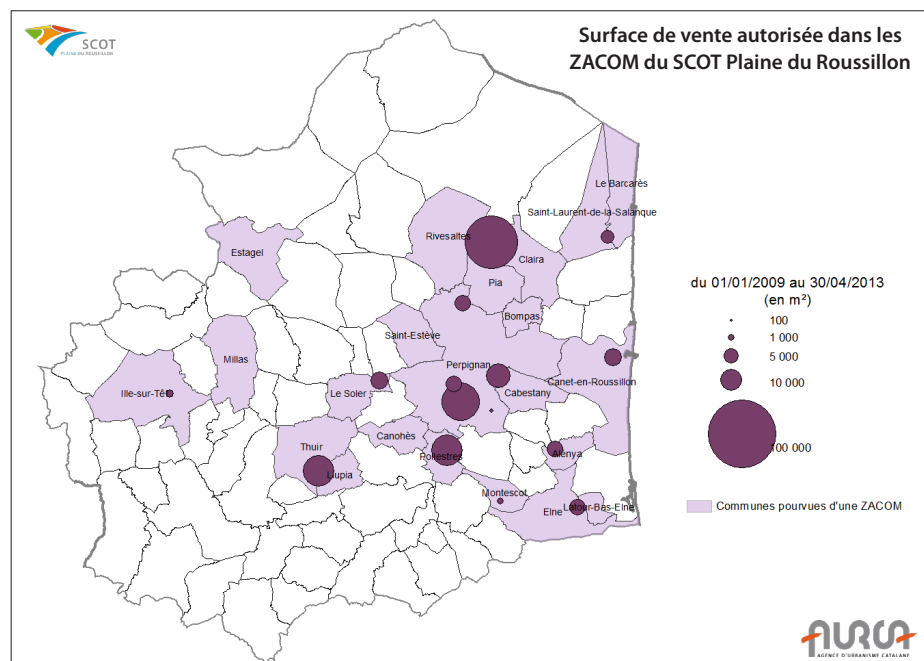 SCOT
PLAINE DU ROUSSILLON
Surface de vente autorisée dans les
ZACOM du SCOT Plaine du Roussillon
Le Barcarès
Saint-Laurent-de-la-Salanque
Rivesaltes
Estagel
Claira
Pia
Bompas
Saint-Estève
Millas
Perpignan
Ille-sur-Têt
Le Soler
Cabestany
Canet-en-Roussillon
Canohès
Thuir
Pollestres
Alenya
Llupia
Montescot
Elne
Latour-Bas-Elne
du 01/01/2009 au 30/04/2013
(en m²)
100
1 000
5 000
10 000
100 000
Communes pourvues d'une ZACOM
AURCA
AGENCE D'URBANISME CATALANE